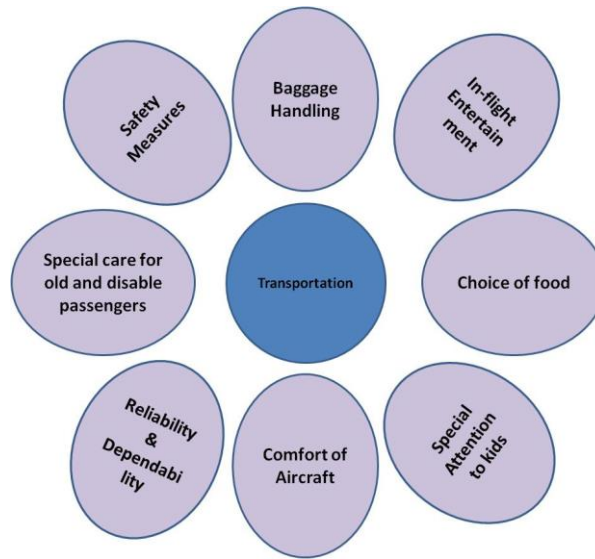 Safety
Measures
Baggage
Handling
In-flight
Entertain
ment
Special care for
old and disable
passengers
Transportation
Choice of food
Reliability
&
Dependabi
lity
Comfort of
Aircraft
Special
Attention
to kids